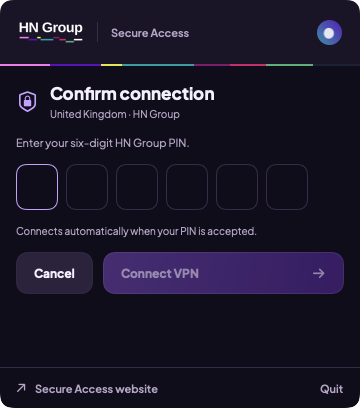 HN Group
Secure Access
Confirm connection
United Kingdom · HN Group
Enter your six-digit HN Group PIN.
Connects automatically when your PIN is accepted.
Cancel
Connect VPN
Secure Access website
Quit